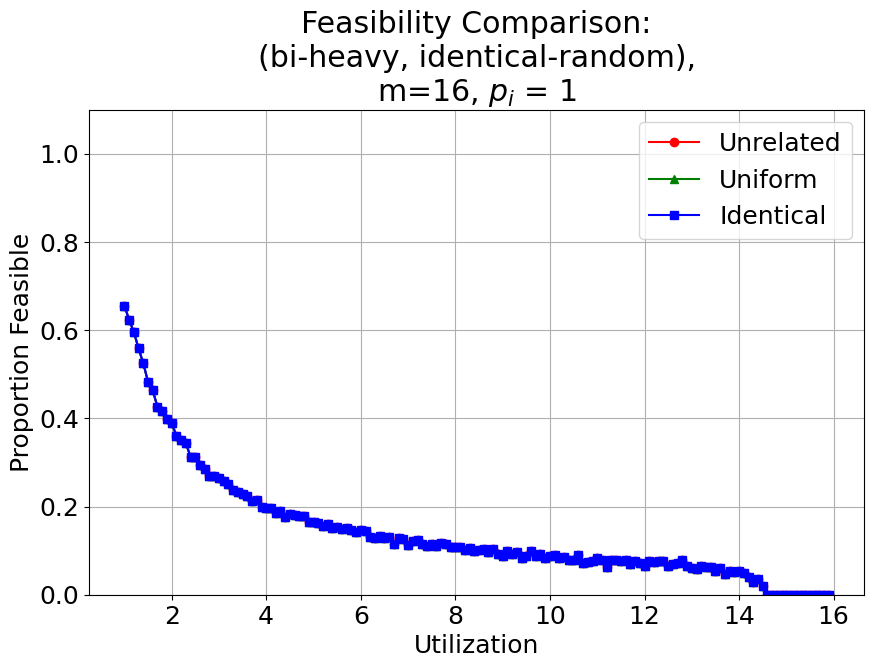 Feasibility Comparison:
(bi-heavy, identical-random),
m=16, $p_i$ = 1
Unrelated
Uniform
Identical
Proportion Feasible
1.0
0.8
0.6
0.4
0.2
0.0
2 4 6 8 10 12 14 16
Utilization